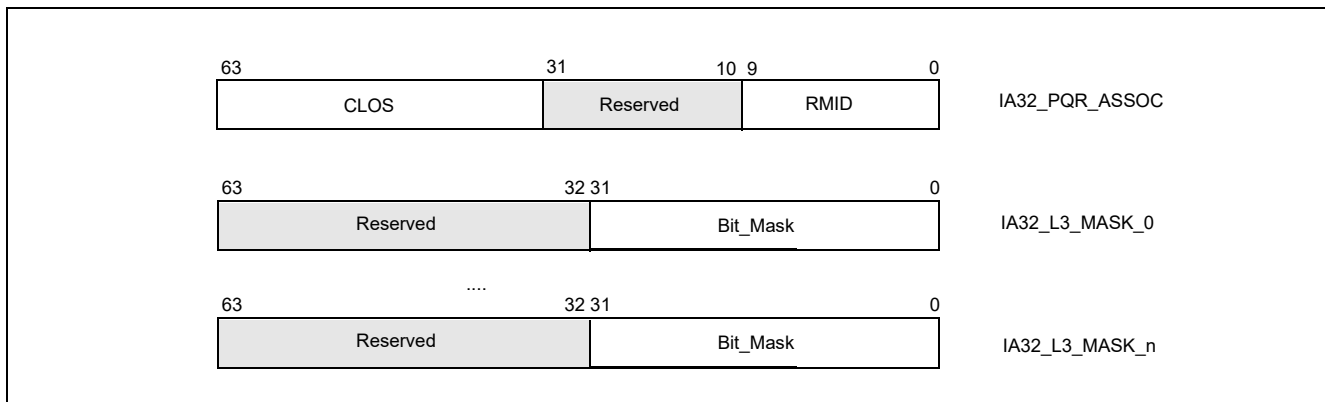 63 31 10 9 0
CLOS Reserved RMID IA32_PQR_ASSOC
63 32 31 0
Reserved Bit_Mask IA32_L3_MASK_0
....
63 32 31 0
Reserved Bit_Mask IA32_L3_MASK_n